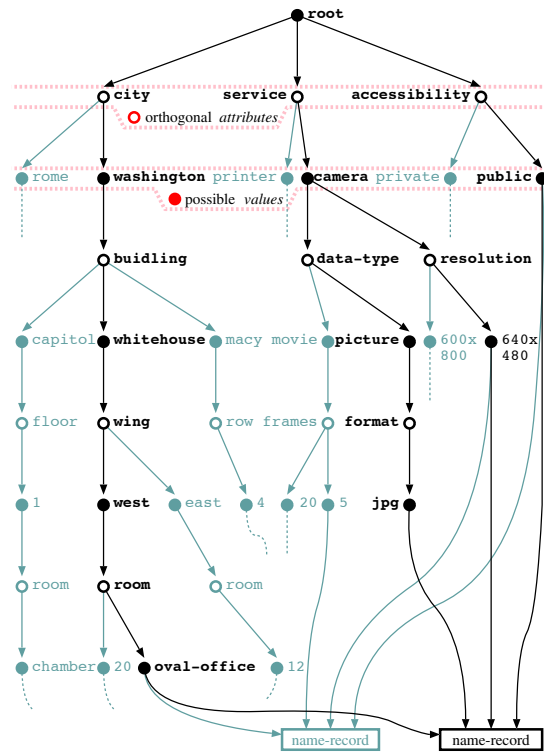 root
city service accessibility
orthogonal attributes
rome washington printer camera private public
possible values
buidling data-type resolution
capitol whitehouse macy movie picture 600x 640x
800 480
floor wing row frames format
1 west east 4 20 5 jpg
room room room
chamber 20 oval-office 12
name-record name-record